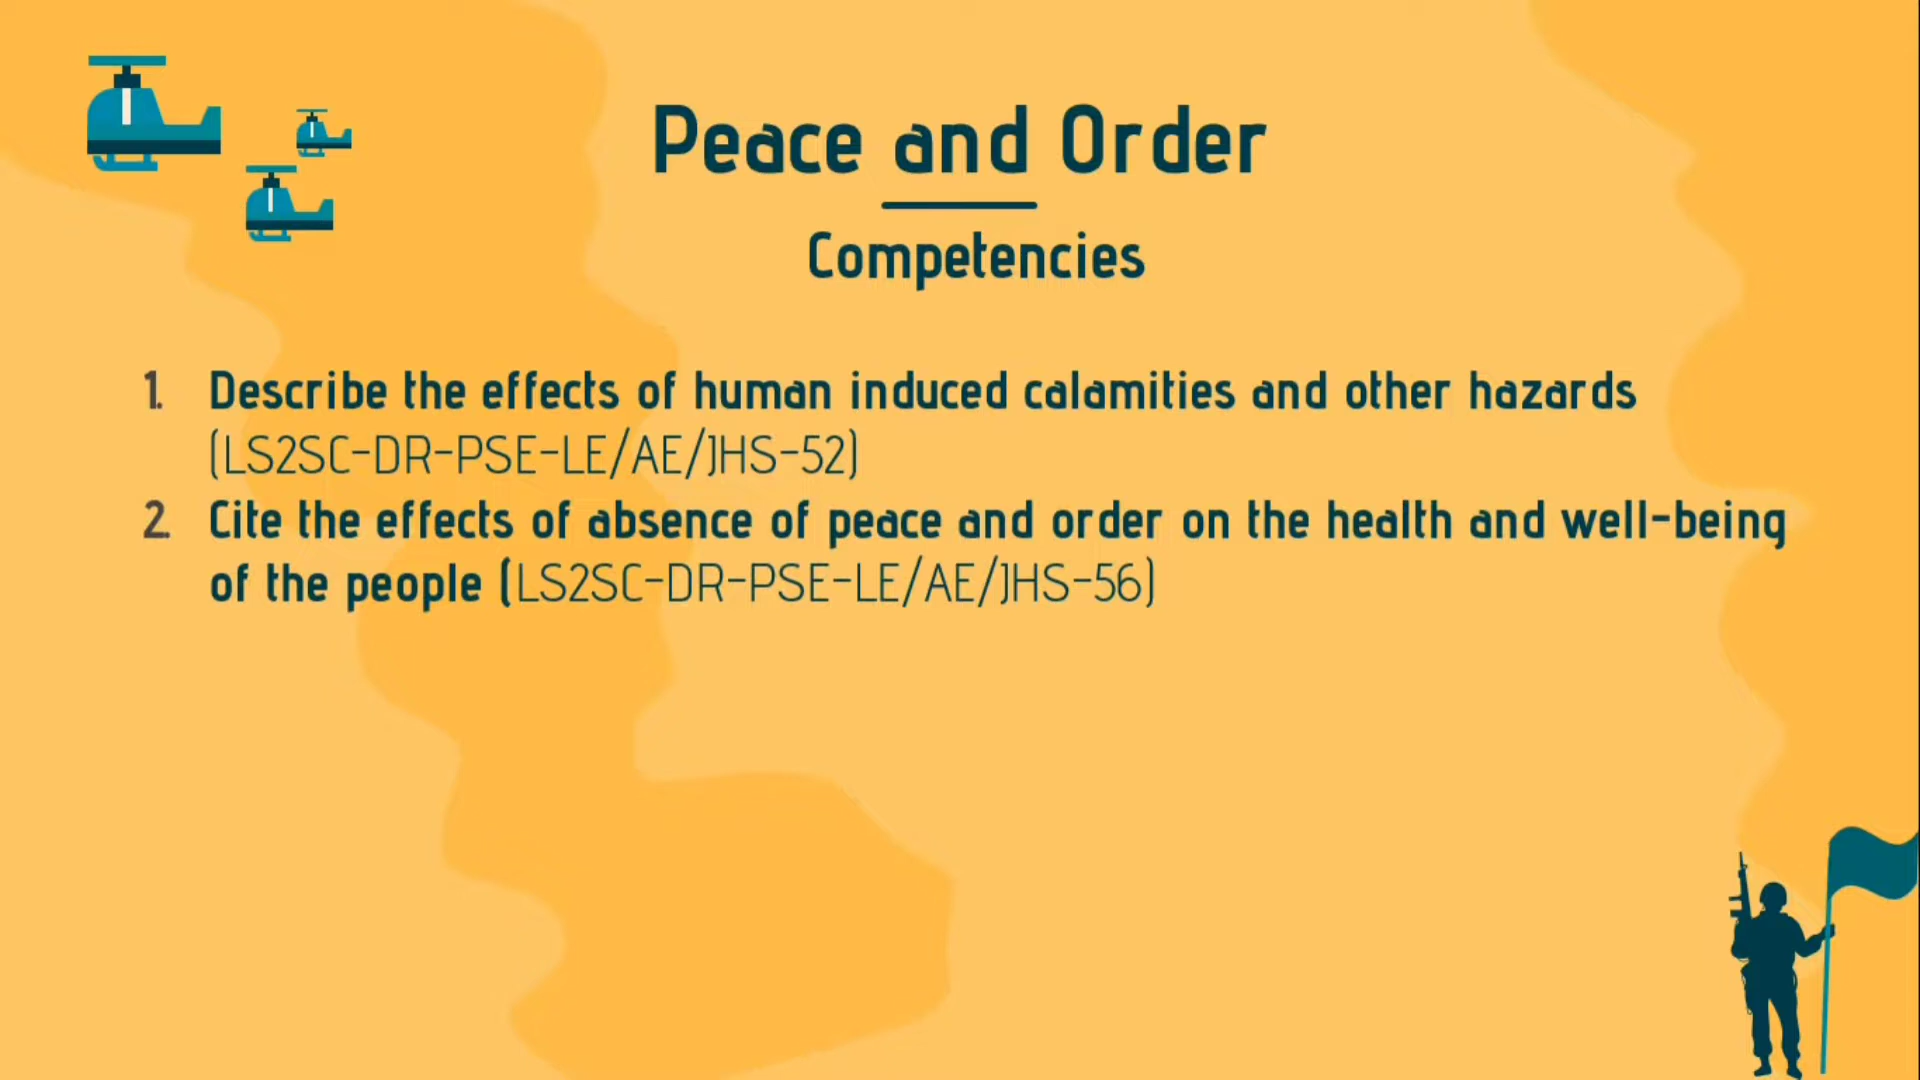 Peace and Order
Competencies
1. Describe the effects of human induced calamities and other hazards
(LS2SC-DR-PSE-LE/AE/JHS-52)
2. Cite the effects of absence of peace and order on the health and well-being
of the people (LS2SC-DR-PSE-LE/AE/JHS-56)